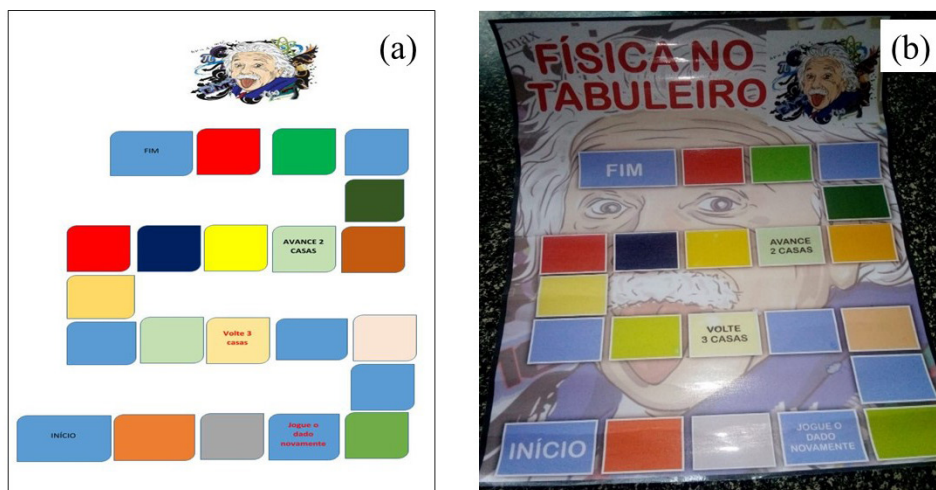 (a)
FIM
AVANCE 2
CASAS
Volte 3
casas
INÍCIO
Jogue o
dado
novamente
(b)
max
FÍSICA NO
TABULEIRO
FIM
AVANCE
2 CASAS
VOLTE
3 CASAS
INÍCIO
JOGUE O
DADO
NOVAMENTE